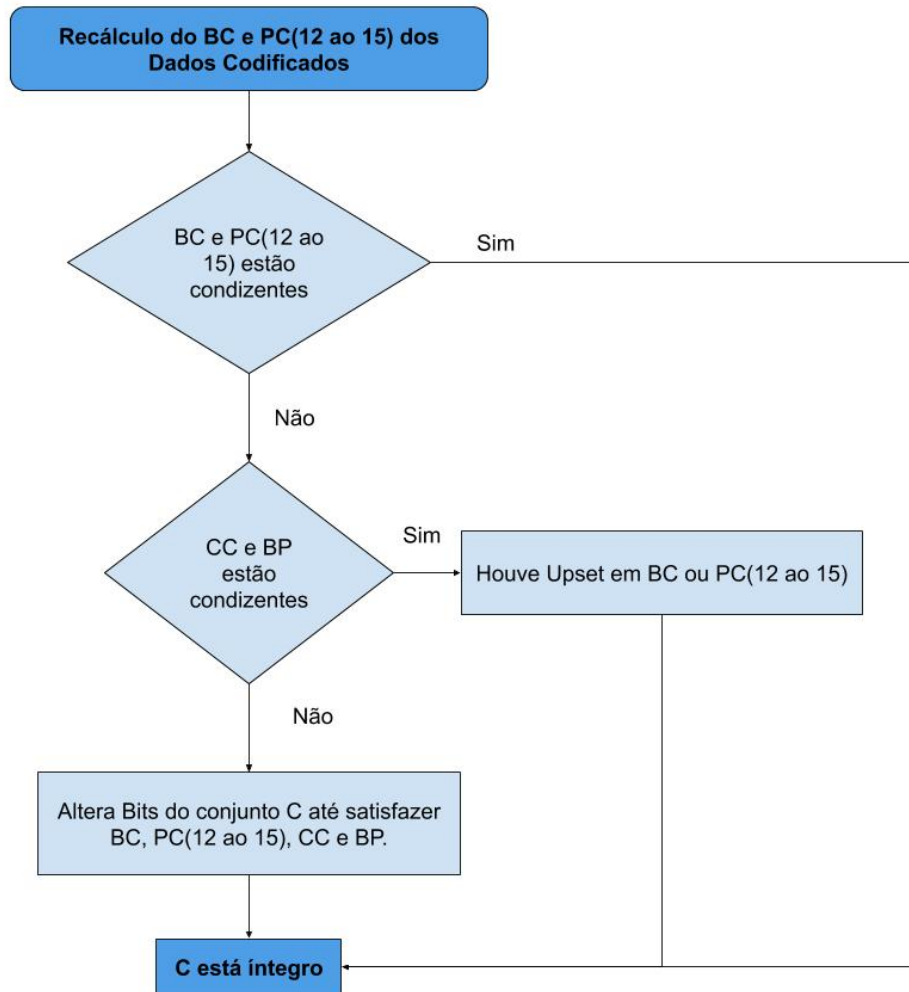 Recálculo do BC e PC(12 ao 15) dos
Dados Codificados
BC e PC(12 ao
15) estão
condizentes
Sim
Não
CC e BP
estão
condizentes
Sim
Houve Upset em BC ou PC(12 ao 15)
Não
Altera Bits do conjunto C até satisfazer
BC, PC(12 ao 15), CC e BP.
C está íntegro